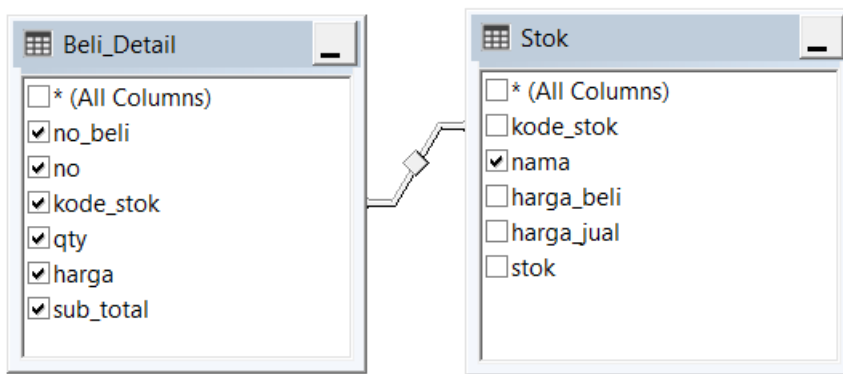 Beli_Detail
* (All Columns)
no_beli
no
kode_stok
qty
harga
sub_total
Stok
* (All Columns)
kode_stok
nama
harga_beli
harga_jual
stok